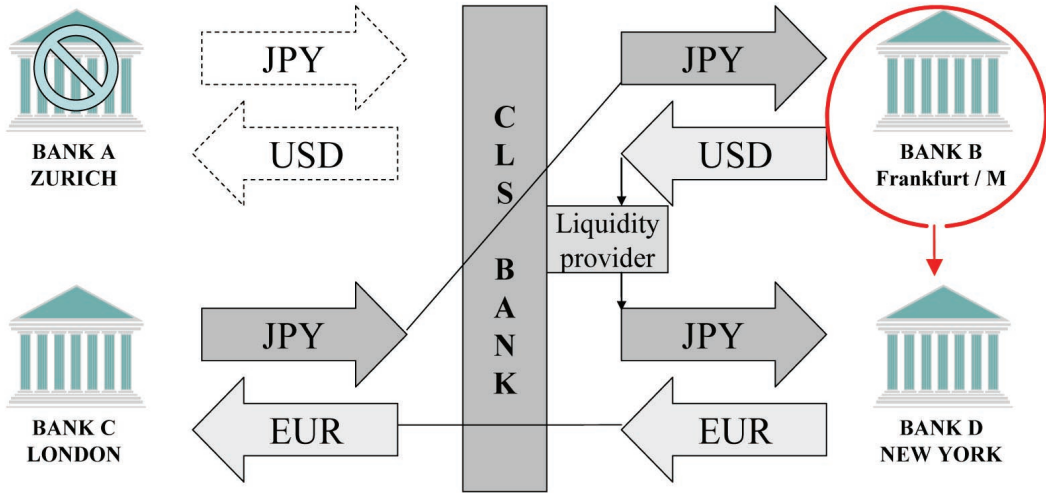 JPY
USD
BANK A
ZURICH
C
L
S
B
A
N
K
JPY
USD
BANK B
Frankfurt / M
Liquidity
provider
JPY
EUR
BANK C
LONDON
JPY
EUR
BANK D
NEW YORK